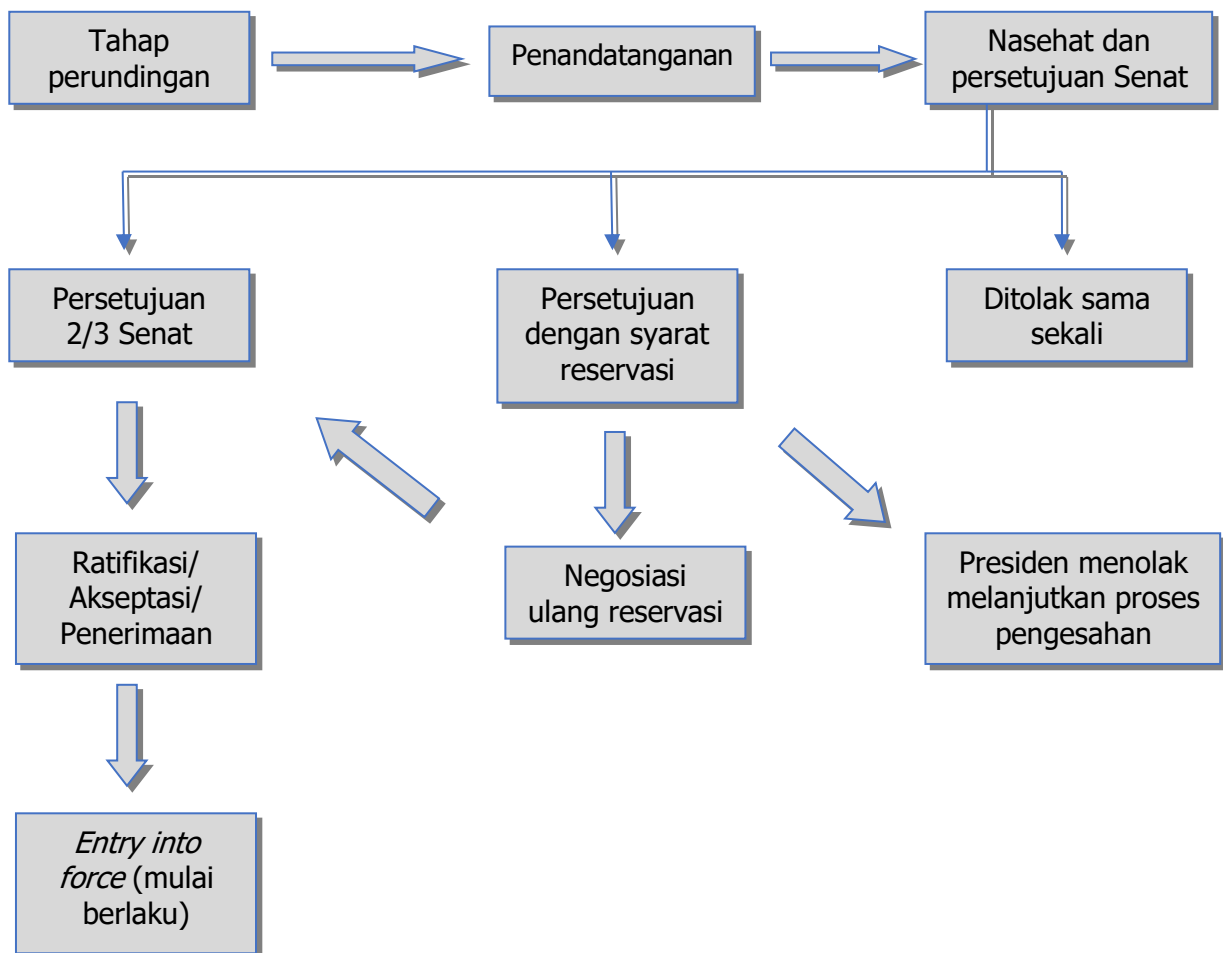 Tahap
perundingan
Penandatanganan
Nasehat dan
persetujuan Senat
Persetujuan
2/3 Senat
Persetujuan
dengan syarat
reservasi
Ditolak sama
sekali
Ratifikasi/
Akseptasi/
Penerimaan
Negosiasi
ulang reservasi
Presiden menolak
melanjutkan proses
pengesahan
Entry into
force (mulai
berlaku)